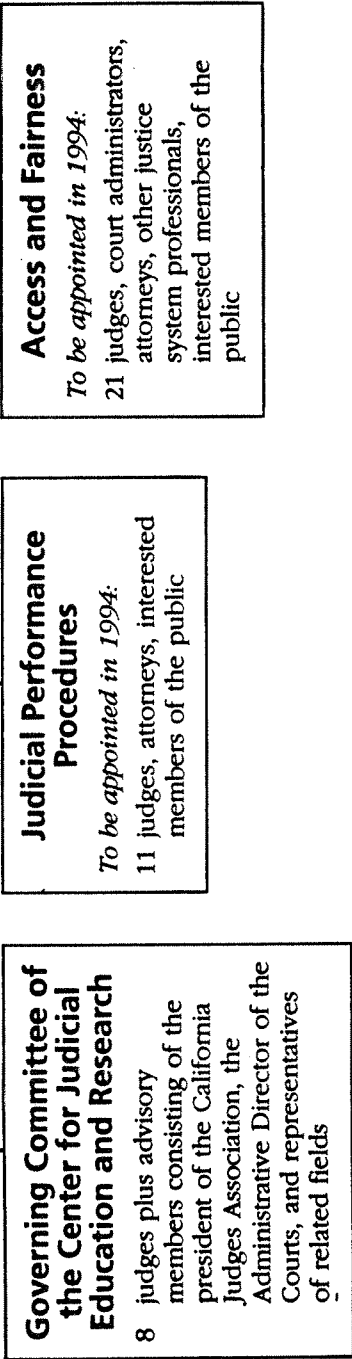 Governing Committee of
the Center for Judicial
Education and Research
8 judges plus advisory
members consisting of the
president of the California
Judges Association, the
Administrative Director of the
Courts, and representatives
of related fields
Judicial Performance
Procedures
To be appointed in 1994:
11 judges, attorneys, interested
members of the public
Access and Fairness
To be appointed in 1994:
21 judges, court administrators,
attorneys, other justice
system professionals,
interested members of the
public